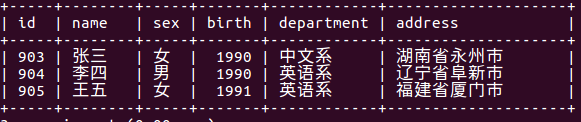 | id | name | sex | birth | department | address |
| 903 | 张三 | 女 | 1990 | 中文系 | 湖南省永州市 |
| 904 | 李四 | 男 | 1990 | 英语系 | 辽宁省阜新市 |
| 905 | 王五 | 女 | 1991 | 英语系 | 福建省厦门市 |